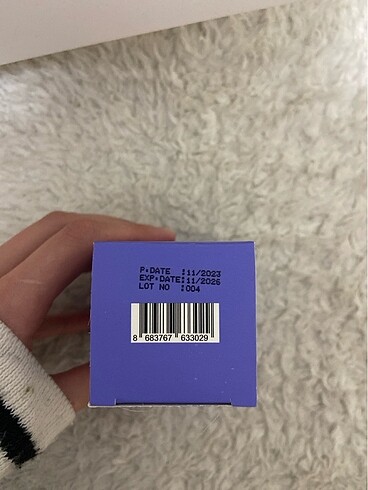 P.DATE :11/2023
EXP.DATE:11/2026
LOT NO :004
8 683767 633029